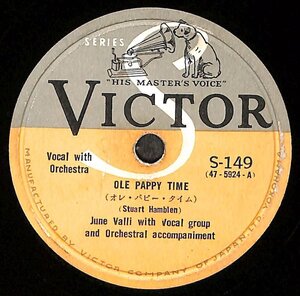 SERIES
"HIS MASTER'S VOICE"
VICTOR
Vocal with
Orchestra
S-149
(47-5924-A)
OLE PAPPY TIME
(オレ・パピー・タイム)
(Stuart Hamblen)
June Valli with vocal group
and Orchestral accompaniment
MANUFACTURED BY VICTOR COMPANY OF JAPAN, LTD., YOKOHAMA